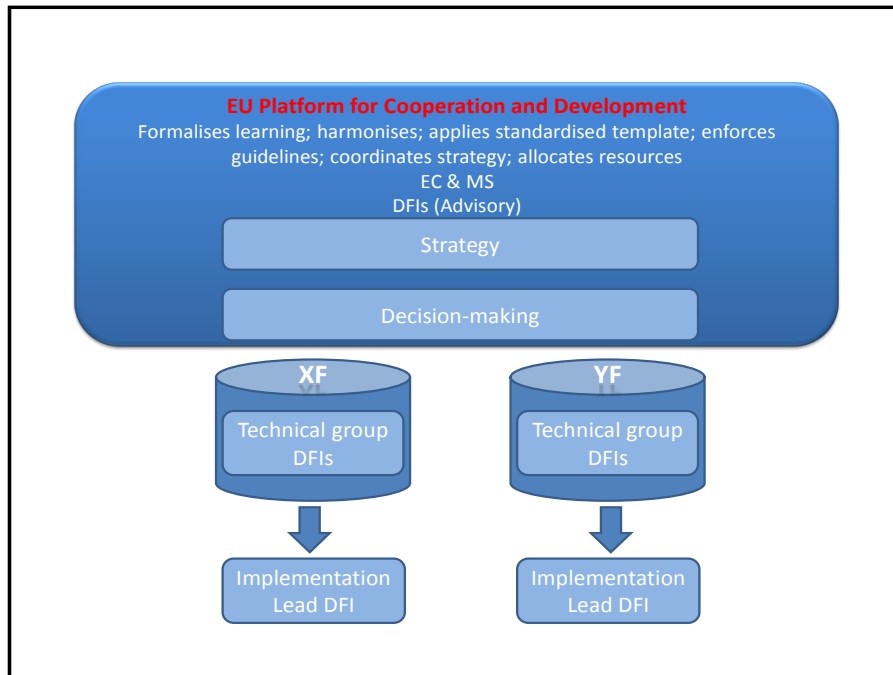 EU Platform for Cooperation and Development
Formalises learning; harmonises; applies standardised template; enforces
guidelines; coordinates strategy; allocates resources
EC & MS
DFIs (Advisory)
Strategy
Decision-making
XF
YF
Technical group
DFIs
Technical group
DFIs
Implementation
Lead DFI
Implementation
Lead DFI